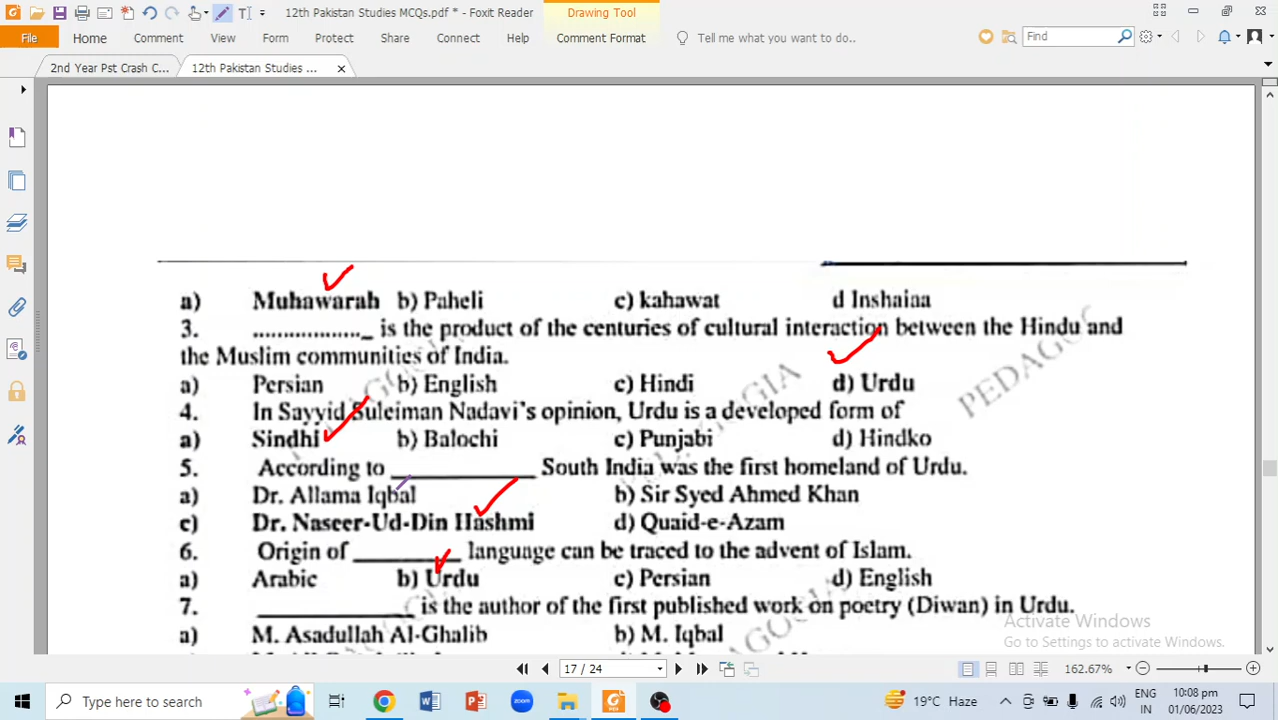 12th Pakistan Studies MCQs.pdf * - Foxit Reader
Drawing Tool
File Home Comment View Form Protect Share Connect Help Comment Format Tell me what you want to do.. Find
2nd Year Pst Crash C... 12th Pakistan Studies ...
a) Muhawarah b) Paheli c) kahawat d Inshaiaa
3. ..................._ is the product of the centuries of cultural interaction between the Hindu and
the Muslim communities of India.
a) Persian b) English c) Hindi d) Urdu
4. In Sayyid Suleiman Nadavi's opinion, Urdu is a developed form of
a) Sindhi b) Balochi c) Punjabi d) Hindko
5. According to _____________ South India was the first homeland of Urdu.
a) Dr. Allama Iqbal b) Sir Syed Ahmed Khan
c) Dr. Naseer-Ud-Din Hashmi d) Quaid-e-Azam
6. Origin of __________ language can be traced to the advent of Islam.
a) Arabic b) Urdu c) Persian d) English
7. ______________ is the author of the first published work on poetry (Diwan) in Urdu.
a) M. Asadullah Al-Ghalib b) M. Iqbal
Activate Windows
Go to Settings to activate Windows.
17 / 24 162.67%
Type here to search zoom 19°C Haze ENG 10:08 pm
IN 01/06/2023